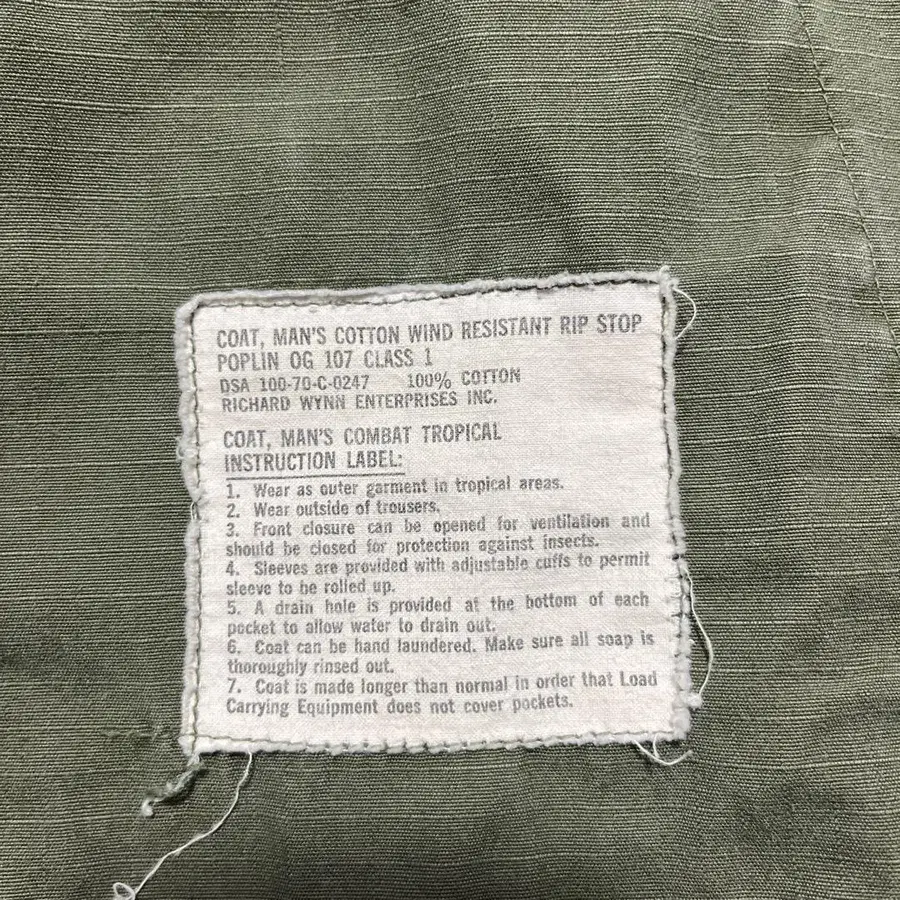 COAT, MAN'S COTTON WIND RESISTANT RIP STOP
POPLIN OG 107 CLASS 1
DSA 100-70-C-0247 100% COTTON
RICHARD WYNN ENTERPRISES INC.
COAT, MAN'S COMBAT TROPICAL
INSTRUCTION LABEL:
1. Wear as outer garment in tropical areas.
2. Wear outside of trousers.
3. Front closure can be opened for ventilation and
should be closed for protection against insects.
4. Sleeves are provided with adjustable cuffs to permit
sleeve to be rolled up.
5. A drain hole is provided at the bottom of each
pocket to allow water to drain out.
6. Coat can be hand laundered. Make sure all soap is
thoroughly rinsed out.
7. Coat is made longer than normal in order that Load
Carrying Equipment does not cover pockets.